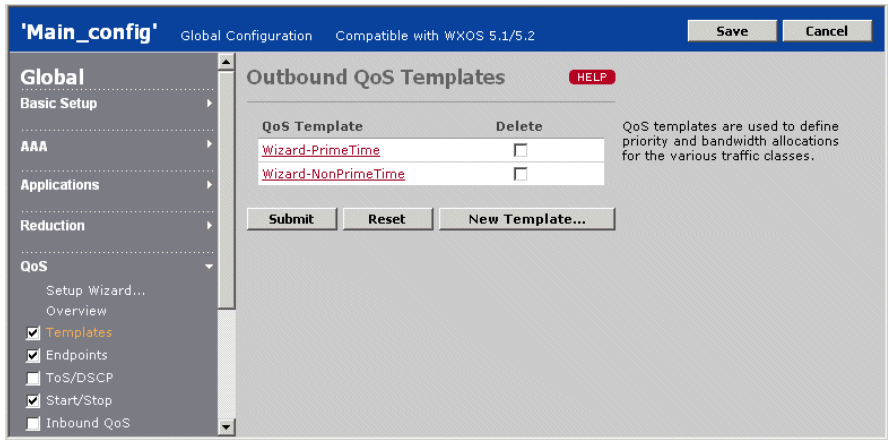 'Main_config' Global Configuration Compatible with WXOS 5.1/5.2 Save Cancel
Global
Basic Setup
AAA
Applications
Reduction
QoS
Setup Wizard...
Overview
Templates
Endpoints
ToS/DSCP
Start/Stop
Inbound QoS
Outbound QoS Templates HELP
QoS Template Delete
Wizard-PrimeTime
Wizard-NonPrimeTime
Submit Reset New Template...
QoS templates are used to define
priority and bandwidth allocations
for the various traffic classes.